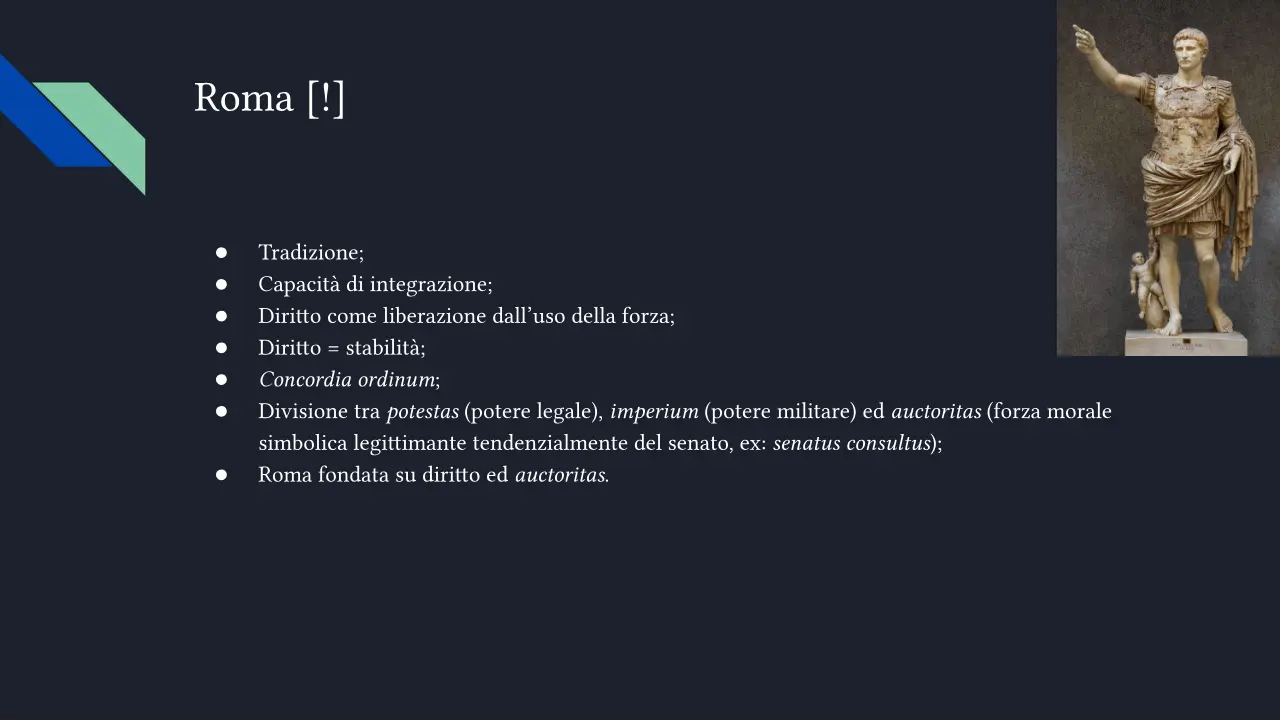 Roma [!]
● Tradizione;
● Capacità di integrazione;
● Diritto come liberazione dall’uso della forza;
● Diritto = stabilità;
● Concordia ordinum;
● Divisione tra potestas (potere legale), imperium (potere militare) ed auctoritas (forza morale
simbolica legittimante tendenzialmente del senato, ex: senatus consultus);
● Roma fondata su diritto ed auctoritas.